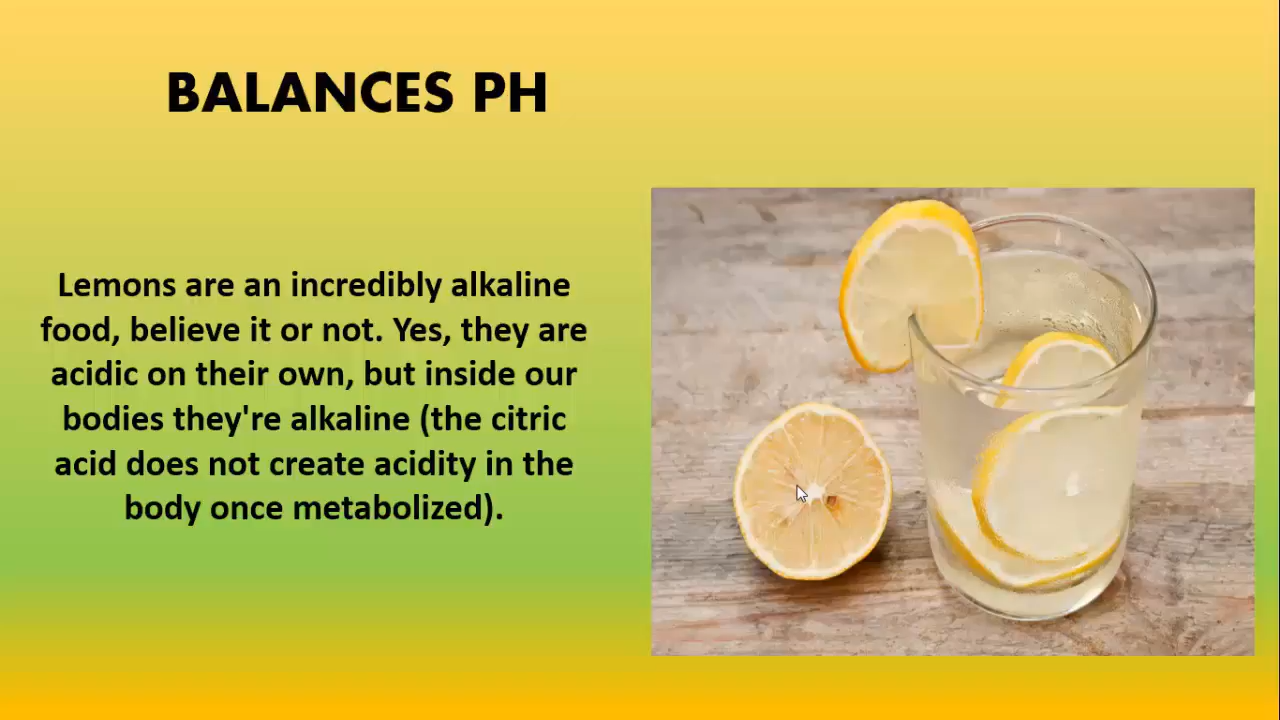 BALANCES PH
Lemons are an incredibly alkaline
food, believe it or not. Yes, they are
acidic on their own, but inside our
bodies they're alkaline (the citric
acid does not create acidity in the
body once metabolized).